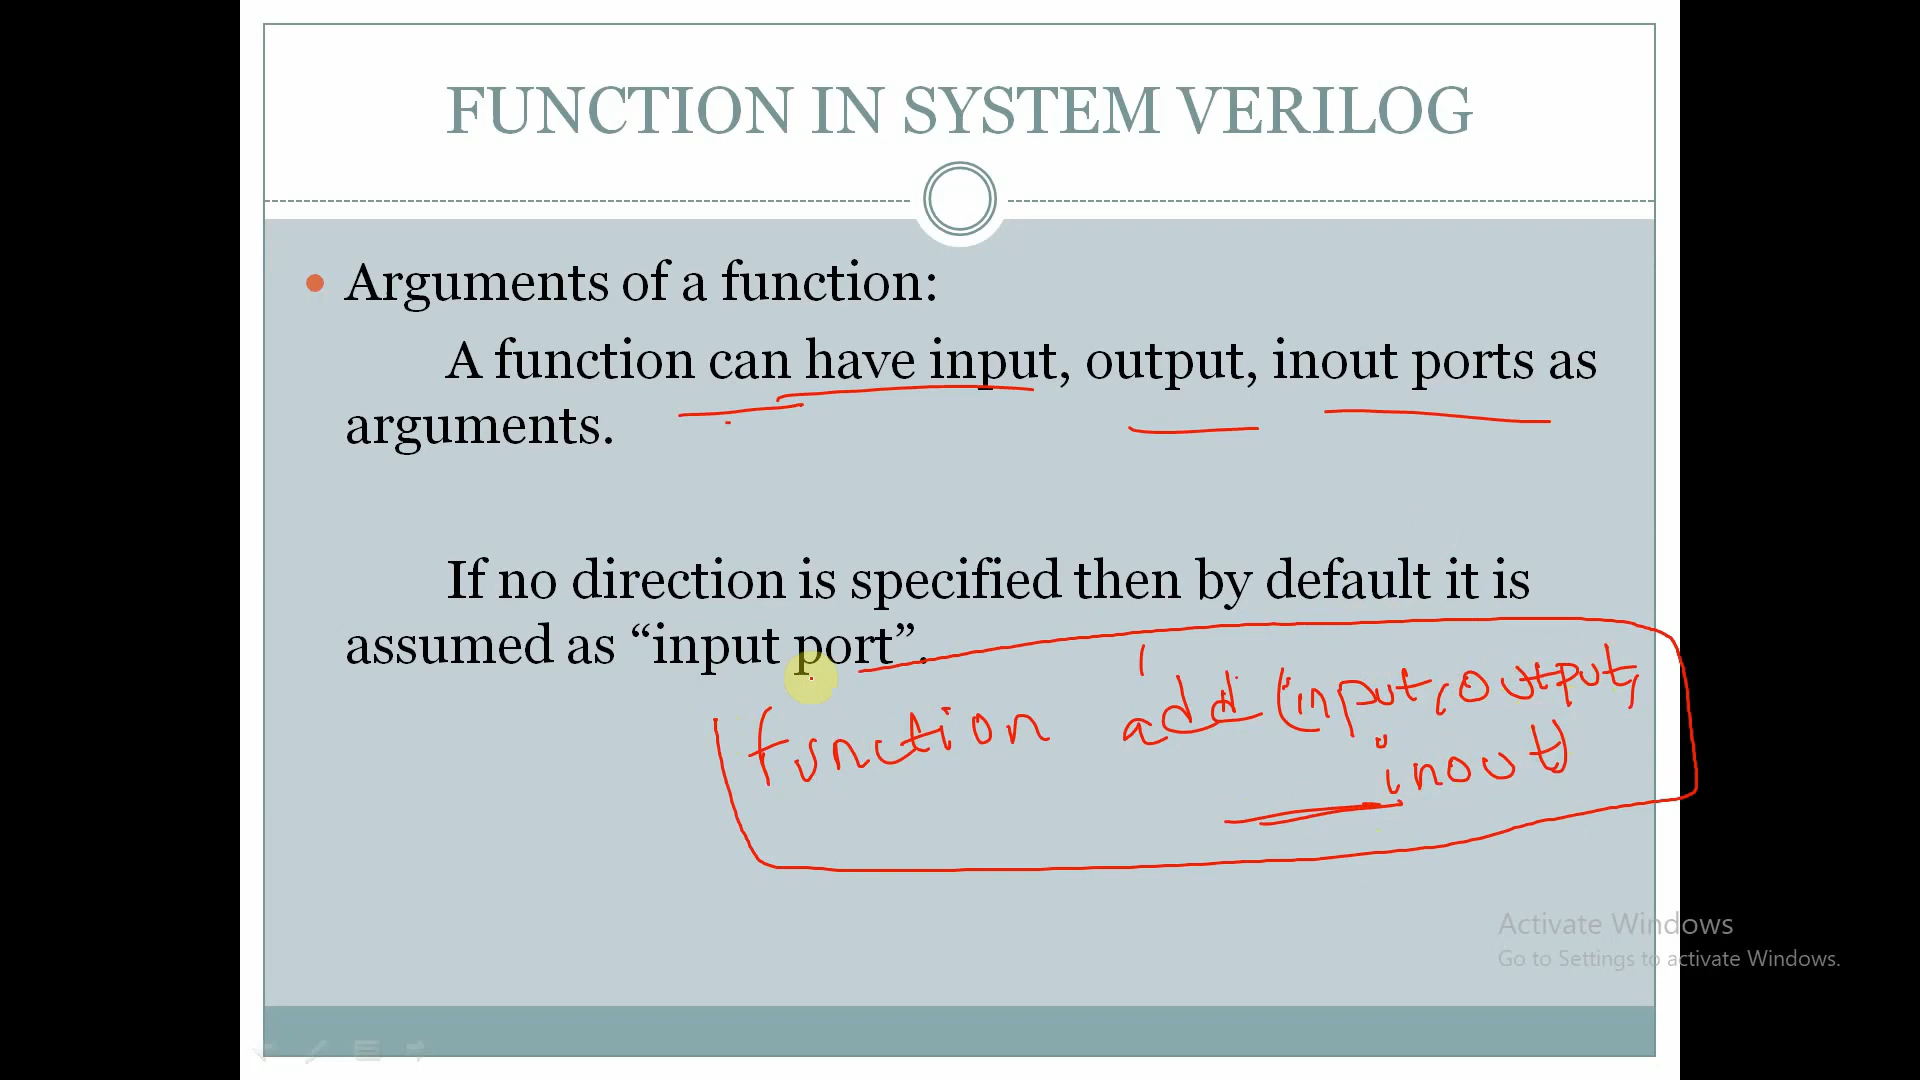 FUNCTION IN SYSTEM VERILOG
Arguments of a function:
A function can have input, output, inout ports as
arguments.
If no direction is specified then by default it is
assumed as “input port”.
function add (input, output,
inout)
Activate Windows
Go to Settings to activate Windows.